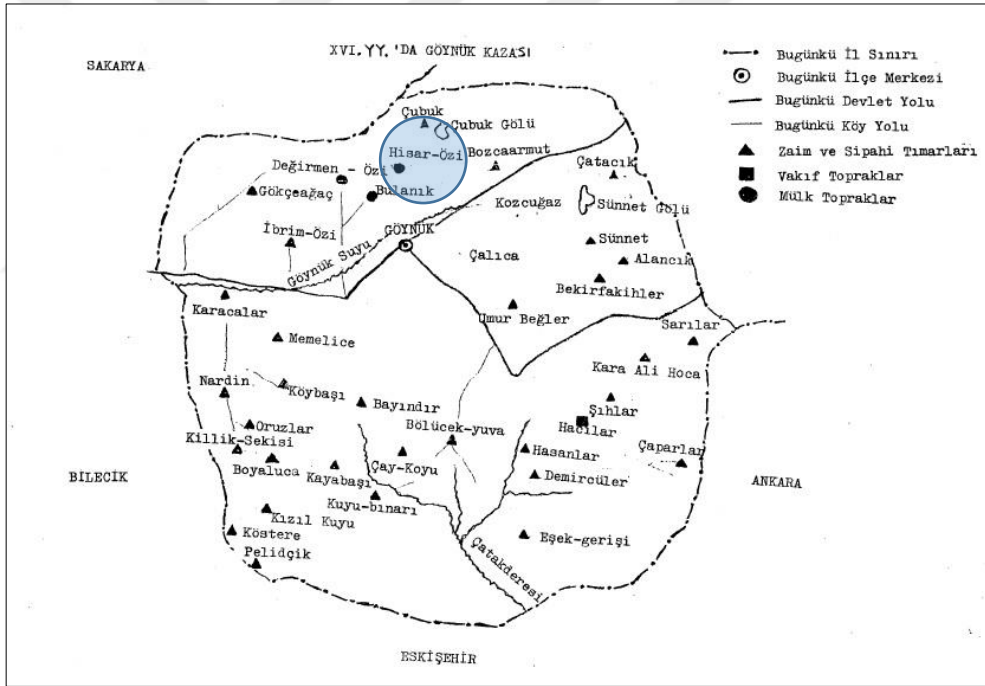 XVI.YY.'DA GÖYNÜK KAZASI
SAKARYA
Bugünkü İl Sınırı
Bugünkü İlçe Merkezi
Bugünkü Devlet Yolu
Bugünkü Köy Yolu
Zaim ve Sipahi Tımarları
Vakıf Topraklar
Mülk Topraklar
Çubuk
Çubuk Gölü
Hisar-Özi
Bozcaarmut
Değirmen - Özi
Çatacık
Gökçeağaç
Bulanık
Kozcuğaz
Sünnet Gölü
İbrim-Özi
Göynük Suyu
GÖYNÜK
Çalıca
Sünnet
Alancık
Bekirfakihler
Karacalar
Umur Beğler
Sarılar
Memelice
Kara Ali Hoca
Nardin
Köybaşı
Bayındır
Şıhlar
Hacılar
Oruzlar
Bölücek-yuva
Killik-Sekisi
Hasanlar
Çaparlar
Boyaluca
Kayabaşı
Çay-Koyu
Demircüler
BİLECİK
ANKARA
Kuyu-bınarı
Kızıl Kuyu
Köstere
Eşek-gerişi
Pelidçik
Çatakderesi
ESKİŞEHİR